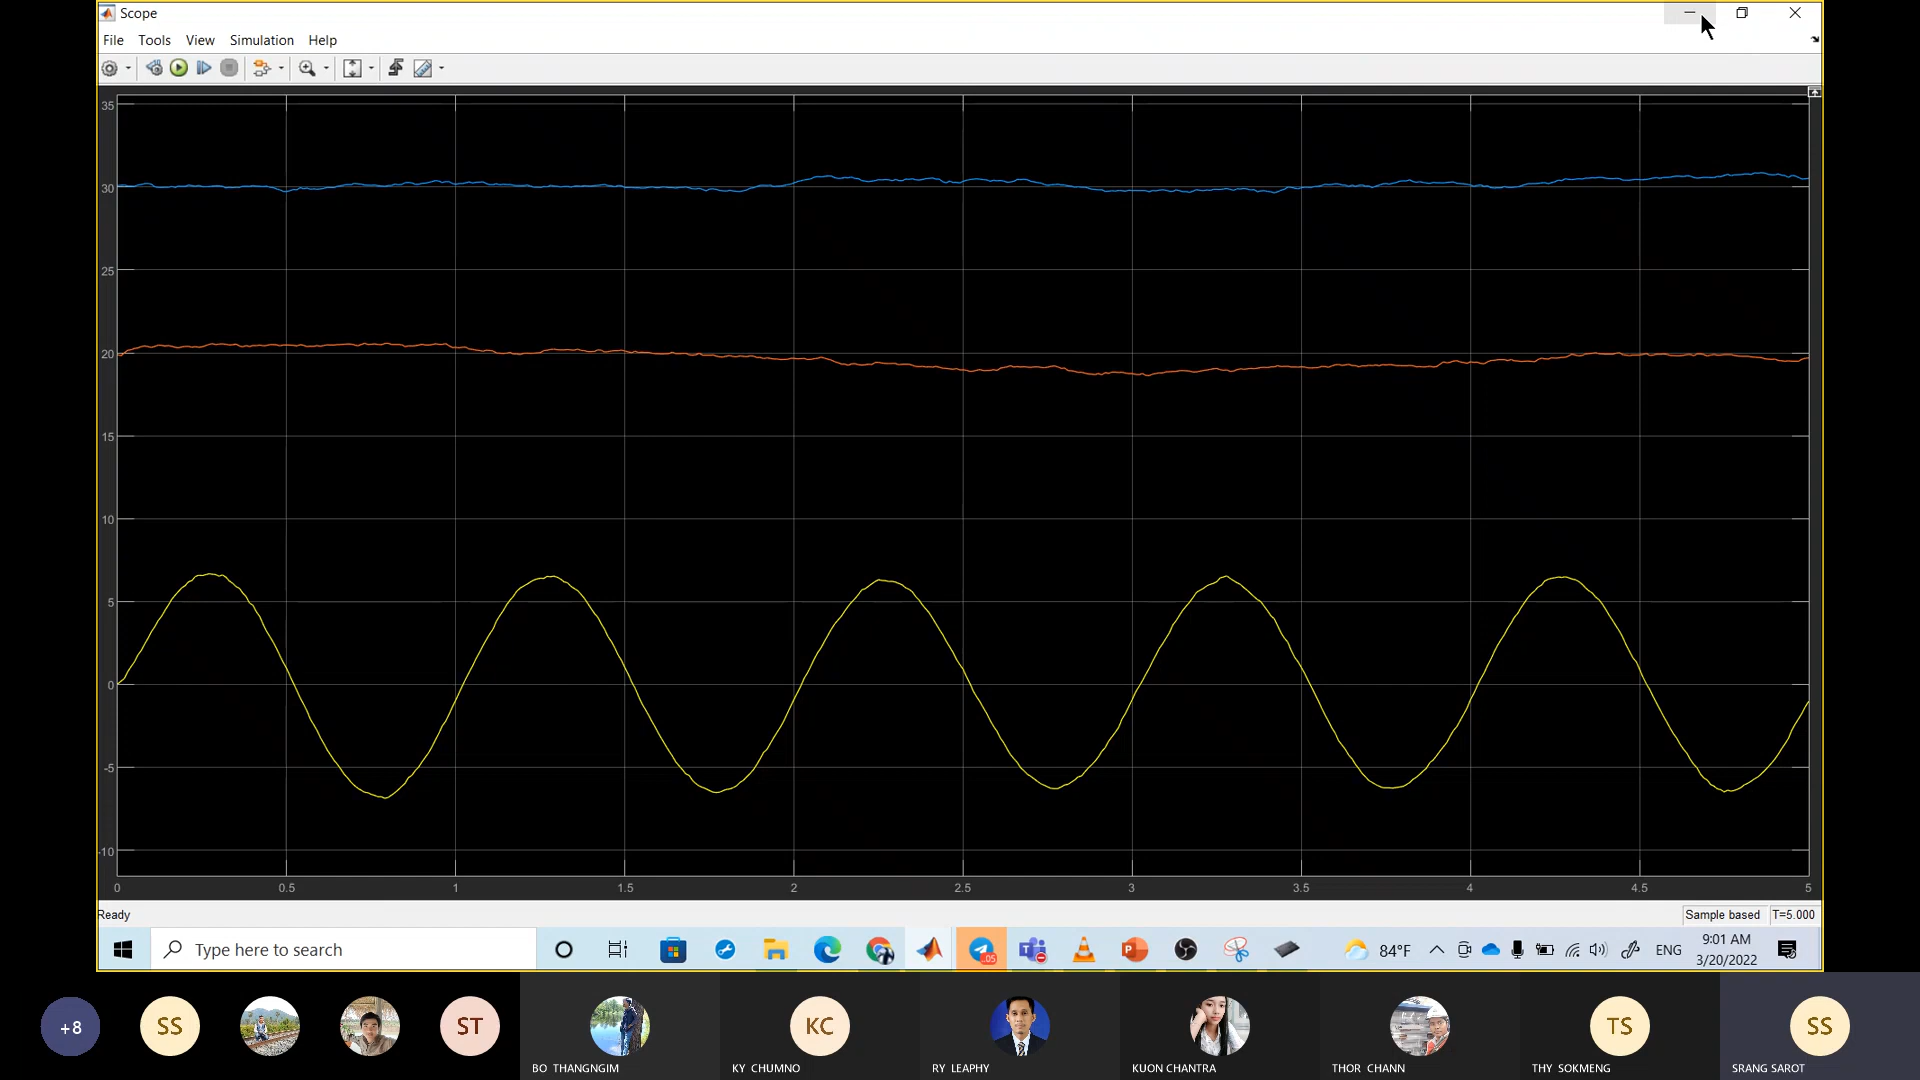 Scope
File Tools View Simulation Help
35
30
25
20
15
10
5
0
-5
-10
0 0.5 1 1.5 2 2.5 3 3.5 4 4.5 5
Ready
Sample based T=5.000
Type here to search
..05
84°F
ENG
9:01 AM
3/20/2022
+8
SS
ST
KC
TS
SS
BO THANGNGIM
KY CHUMNO
RY LEAPHY
KUON CHANTRA
THOR CHANN
THY SOKMENG
SRANG SAROT